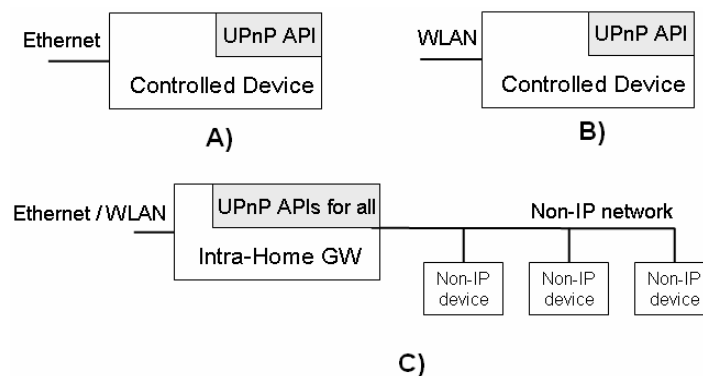 Ethernet
UPnP API
Controlled Device
A)
WLAN
UPnP API
Controlled Device
B)
Ethernet / WLAN
UPnP APIs for all
Intra-Home GW
Non-IP network
Non-IP
device
Non-IP
device
Non-IP
device
C)